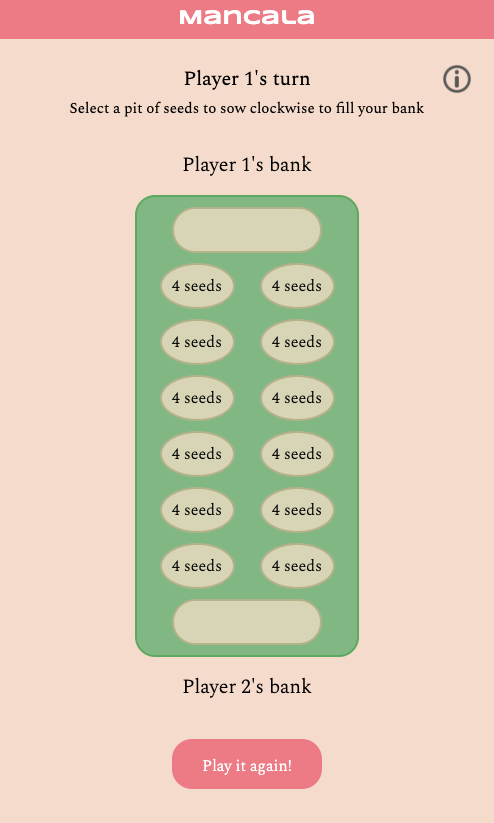 Mancala
Player 1's turn
Select a pit of seeds to sow clockwise to fill your bank
Player 1's bank
4 seeds 4 seeds
4 seeds 4 seeds
4 seeds 4 seeds
4 seeds 4 seeds
4 seeds 4 seeds
4 seeds 4 seeds
Player 2's bank
Play it again!